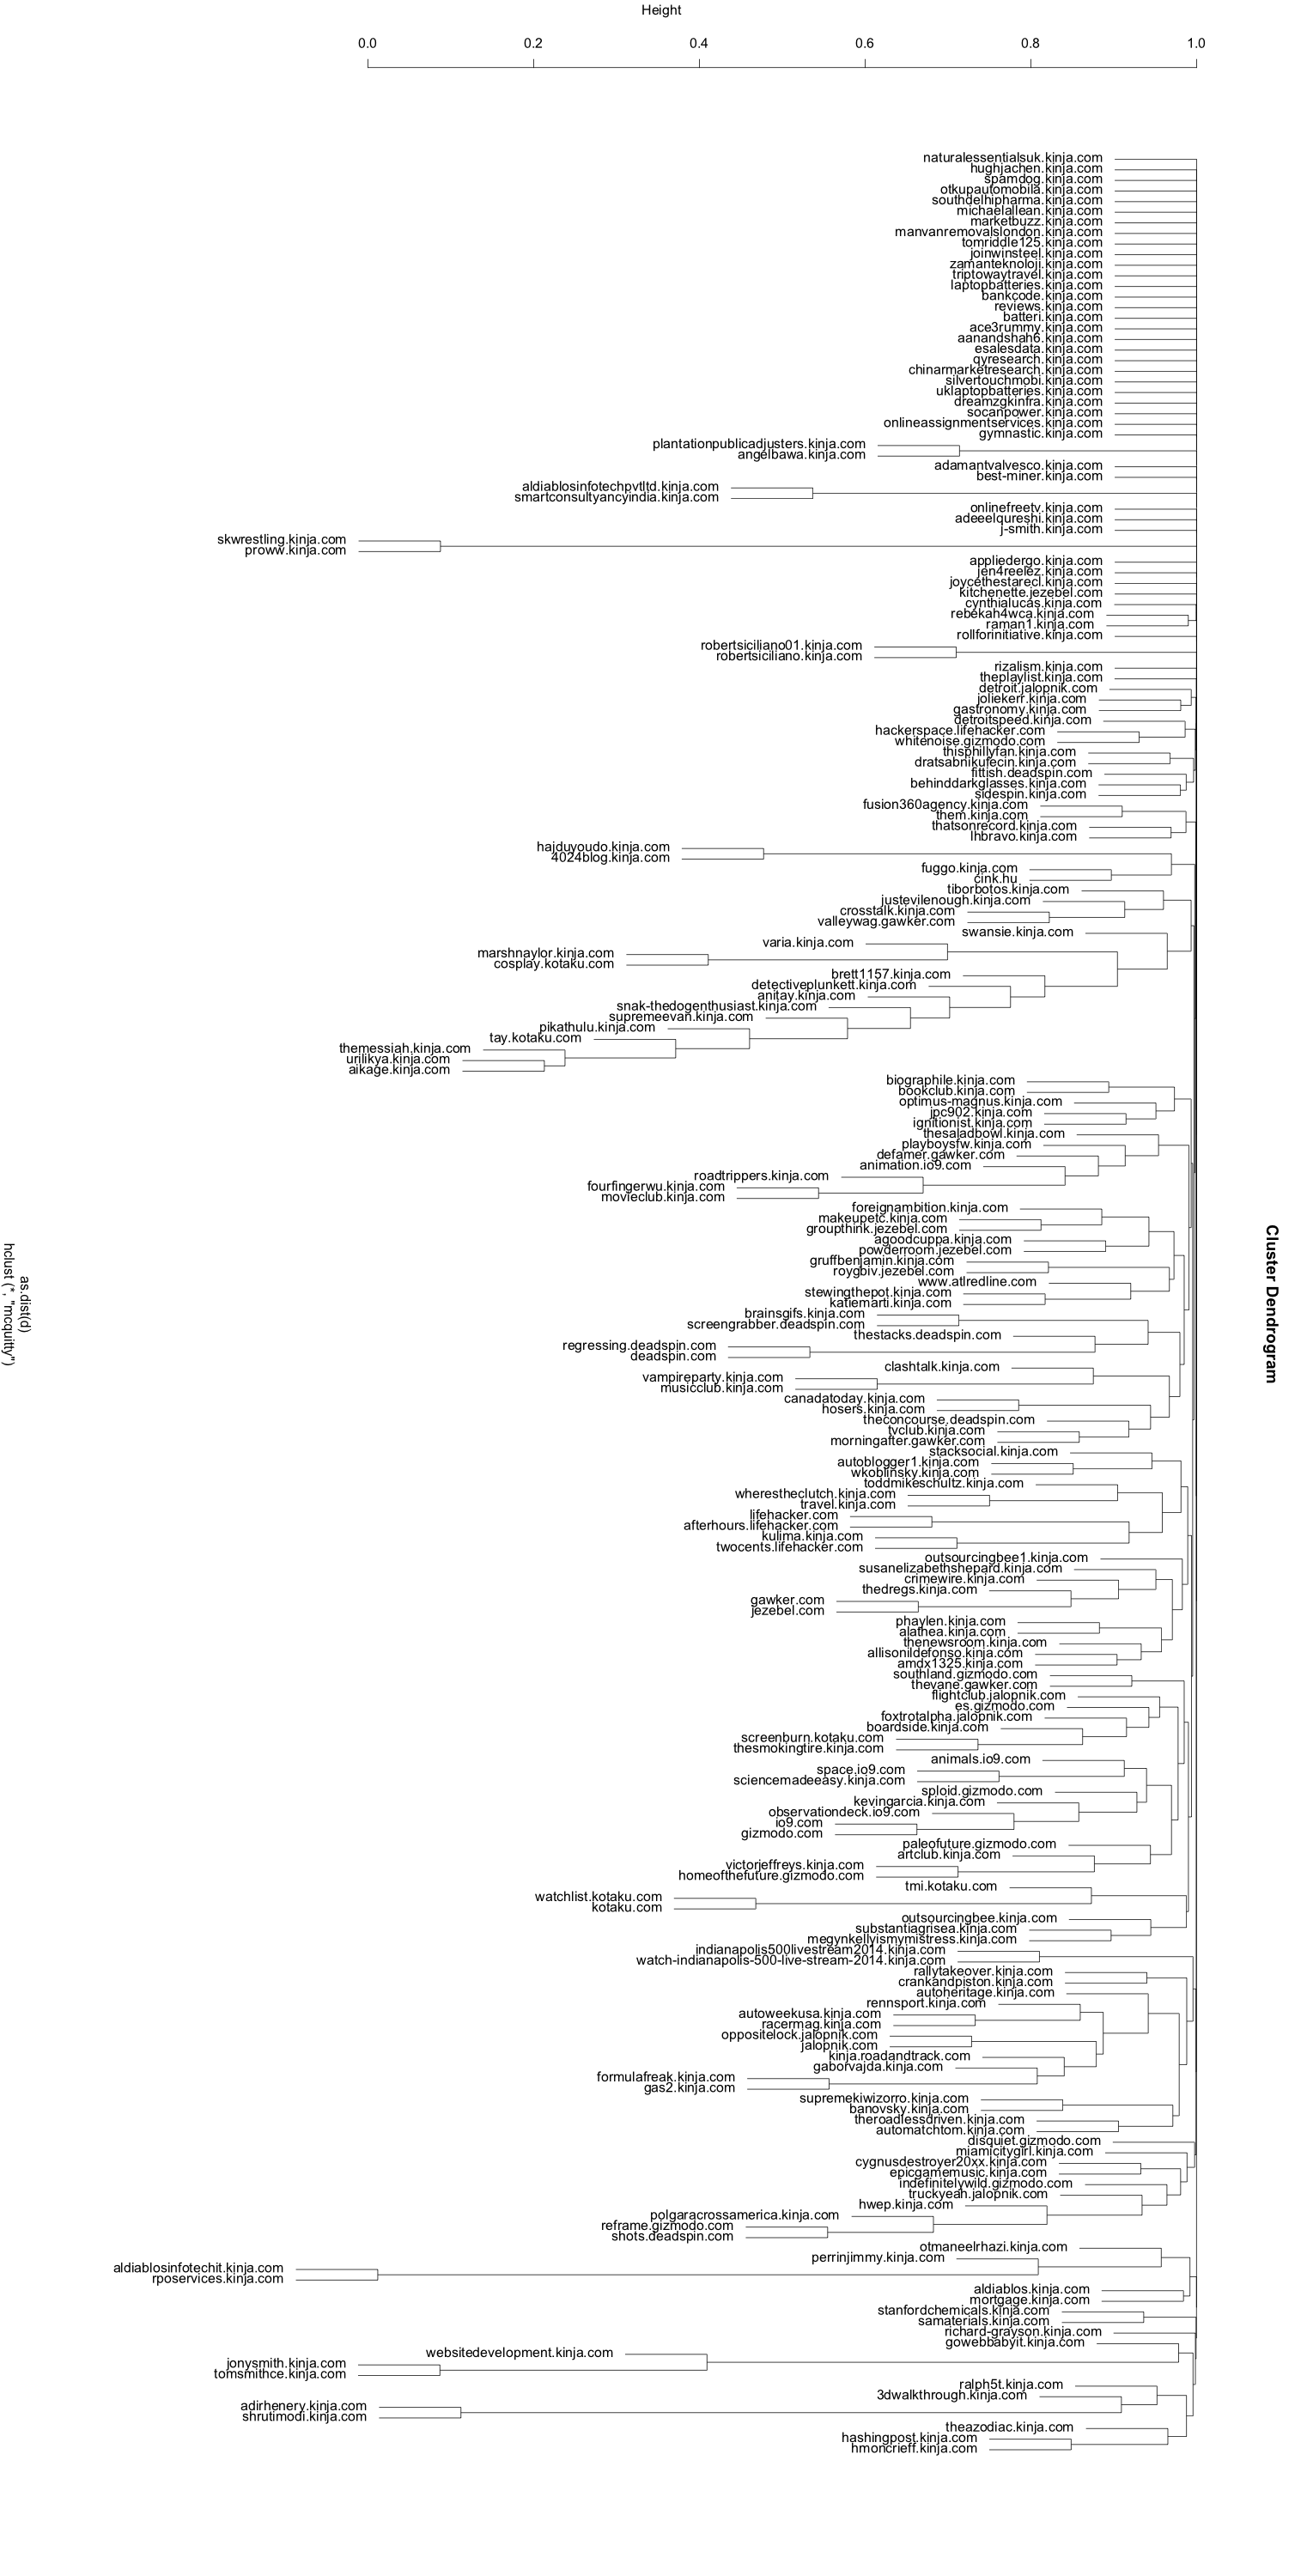 Height
0.0 0.2 0.4 0.6 0.8 1.0
naturalessentialsuk.kinja.com
hughjachen.kinja.com
spamdog.kinja.com
otkupautomobila.kinja.com
southdelhipharma.kinja.com
michaelallean.kinja.com
marketbuzz.kinja.com
manvanremovalslondon.kinja.com
tomriddle125.kinja.com
joinwinsteel.kinja.com
zamanteknoloji.kinja.com
triptowaytravel.kinja.com
laptopbatteries.kinja.com
bankcode.kinja.com
reviews.kinja.com
batteri.kinja.com
ace3rummy.kinja.com
aanandshah6.kinja.com
esalesdata.kinja.com
qyresearch.kinja.com
chinarmarketresearch.kinja.com
silvertouchmobi.kinja.com
uklaptopbatteries.kinja.com
dreamzgkinfra.kinja.com
socanpower.kinja.com
onlineassignmentservices.kinja.com
gymnastic.kinja.com
plantationpublicadjusters.kinja.com
angelbawa.kinja.com
adamantvalvesco.kinja.com
best-miner.kinja.com
aldiablosinfotechpvtltd.kinja.com
smartconsultyancyindia.kinja.com
onlinefreetv.kinja.com
adeeelqureshi.kinja.com
j-smith.kinja.com
skwrestling.kinja.com
proww.kinja.com
appliedergo.kinja.com
jen4reelez.kinja.com
joycethestarecl.kinja.com
kitchenette.jezebel.com
cynthialucas.kinja.com
rebekah4wca.kinja.com
raman1.kinja.com
rollforinitiative.kinja.com
robertsiciliano01.kinja.com
robertsiciliano.kinja.com
rizalism.kinja.com
theplaylist.kinja.com
detroit.jalopnik.com
joliekerr.kinja.com
gastronomy.kinja.com
detroitspeed.kinja.com
hackerspace.lifehacker.com
whitenoise.gizmodo.com
thisphillyfan.kinja.com
dratsabnikufecin.kinja.com
fittish.deadspin.com
behinddarkglasses.kinja.com
sidespin.kinja.com
fusion360agency.kinja.com
them.kinja.com
thatsonrecord.kinja.com
lhbravo.kinja.com
hajduyoudo.kinja.com
4024blog.kinja.com
fuggo.kinja.com
cink.hu
tiborbotos.kinja.com
justevilenough.kinja.com
crosstalk.kinja.com
valleywag.gawker.com
swansie.kinja.com
varia.kinja.com
marshnaylor.kinja.com
cosplay.kotaku.com
brett1157.kinja.com
detectiveplunkett.kinja.com
anitay.kinja.com
snak-thedogenthusiast.kinja.com
supremeevan.kinja.com
pikathulu.kinja.com
tay.kotaku.com
themessiah.kinja.com
urilikya.kinja.com
aikage.kinja.com
biographile.kinja.com
bookclub.kinja.com
optimus-magnus.kinja.com
jpc902.kinja.com
ignitionist.kinja.com
thesaladbowl.kinja.com
playboysfw.kinja.com
defamer.gawker.com
animation.io9.com
roadtrippers.kinja.com
fourfingerwu.kinja.com
movieclub.kinja.com
foreignambition.kinja.com
makeupetc.kinja.com
groupthink.jezebel.com
agoodcuppa.kinja.com
powderroom.jezebel.com
gruffbenjamin.kinja.com
roygbiv.jezebel.com
www.atlredline.com
stewingthepot.kinja.com
katiemarti.kinja.com
brainsgifs.kinja.com
screengrabber.deadspin.com
thestacks.deadspin.com
regressing.deadspin.com
deadspin.com
clashtalk.kinja.com
vampireparty.kinja.com
musicclub.kinja.com
canadatoday.kinja.com
hosers.kinja.com
theconcourse.deadspin.com
tvclub.kinja.com
morningafter.gawker.com
stacksocial.kinja.com
autoblogger1.kinja.com
wkoblinsky.kinja.com
toddmikeschultz.kinja.com
wherestheclutch.kinja.com
travel.kinja.com
lifehacker.com
afterhours.lifehacker.com
kulima.kinja.com
twocents.lifehacker.com
outsourcingbee1.kinja.com
susanelizabethshepard.kinja.com
crimewire.kinja.com
thedregs.kinja.com
gawker.com
jezebel.com
phaylen.kinja.com
alathea.kinja.com
thenewsroom.kinja.com
allisonildefonso.kinja.com
amdx1325.kinja.com
southland.gizmodo.com
thevane.gawker.com
flightclub.jalopnik.com
es.gizmodo.com
foxtrotalpha.jalopnik.com
boardside.kinja.com
screenburn.kotaku.com
thesmokingtire.kinja.com
animals.io9.com
space.io9.com
sciencemadeeasy.kinja.com
sploid.gizmodo.com
kevingarcia.kinja.com
observationdeck.io9.com
io9.com
gizmodo.com
paleofuture.gizmodo.com
artclub.kinja.com
victorjeffreys.kinja.com
homeofthefuture.gizmodo.com
tmi.kotaku.com
watchlist.kotaku.com
kotaku.com
outsourcingbee.kinja.com
substantiagrisea.kinja.com
megynkellyismymistress.kinja.com
indianapolis500livestream2014.kinja.com
watch-indianapolis-500-live-stream-2014.kinja.com
rallytakeover.kinja.com
crankandpiston.kinja.com
autoheritage.kinja.com
rennsport.kinja.com
autoweekusa.kinja.com
racermag.kinja.com
oppositelock.jalopnik.com
jalopnik.com
kinja.roadandtrack.com
gaborvajda.kinja.com
formulafreak.kinja.com
gas2.kinja.com
supremekiwizorro.kinja.com
banovsky.kinja.com
theroadlessdriven.kinja.com
automatchtom.kinja.com
disquiet.gizmodo.com
miamicitygirl.kinja.com
cygnusdestroyer20xx.kinja.com
epicgamemusic.kinja.com
indefinitelywild.gizmodo.com
truckyeah.jalopnik.com
hwep.kinja.com
polgaracrossamerica.kinja.com
reframe.gizmodo.com
shots.deadspin.com
otmaneelrhazi.kinja.com
perrinjimmy.kinja.com
aldiablosinfotechit.kinja.com
rposervices.kinja.com
aldiablos.kinja.com
mortgage.kinja.com
stanfordchemicals.kinja.com
samaterials.kinja.com
richard-grayson.kinja.com
gowebbabyit.kinja.com
websitedevelopment.kinja.com
jonysmith.kinja.com
tomsmithce.kinja.com
ralph5t.kinja.com
3dwalkthrough.kinja.com
adirhenery.kinja.com
shrutimodi.kinja.com
theazodiac.kinja.com
hashingpost.kinja.com
hmoncrieff.kinja.com
Cluster Dendrogram
as.dist(d)
hclust (*, "mcquitty")